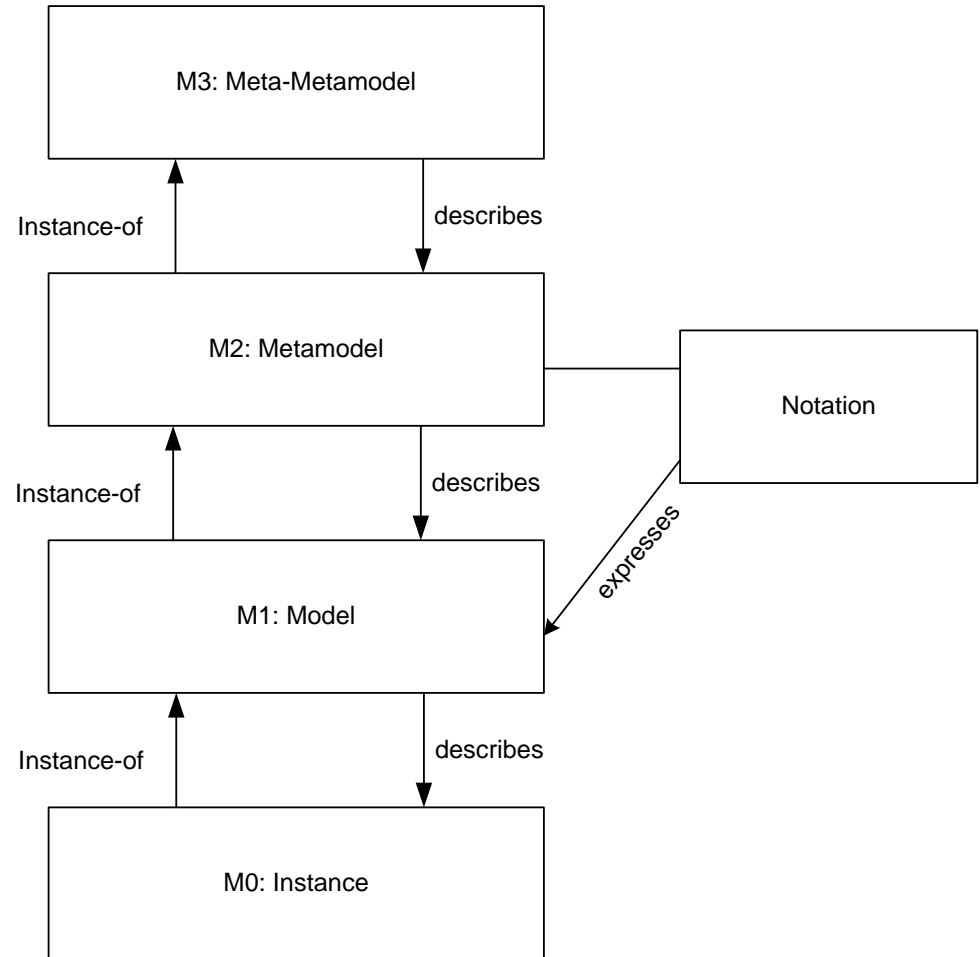 M3: Meta-Metamodel
Instance-of
describes
M2: Metamodel
Notation
Instance-of
describes
expresses
M1: Model
Instance-of
describes
M0: Instance